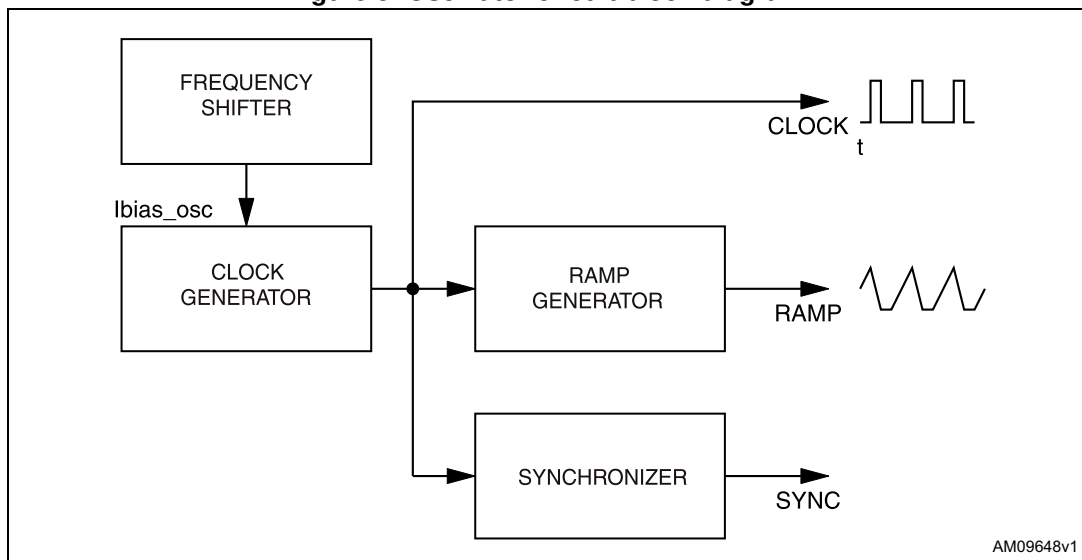 FREQUENCY
SHIFTER
CLOCK
t
Ibias_osc
CLOCK
GENERATOR
RAMP
GENERATOR
RAMP
SYNCHRONIZER
SYNC
AM09648v1